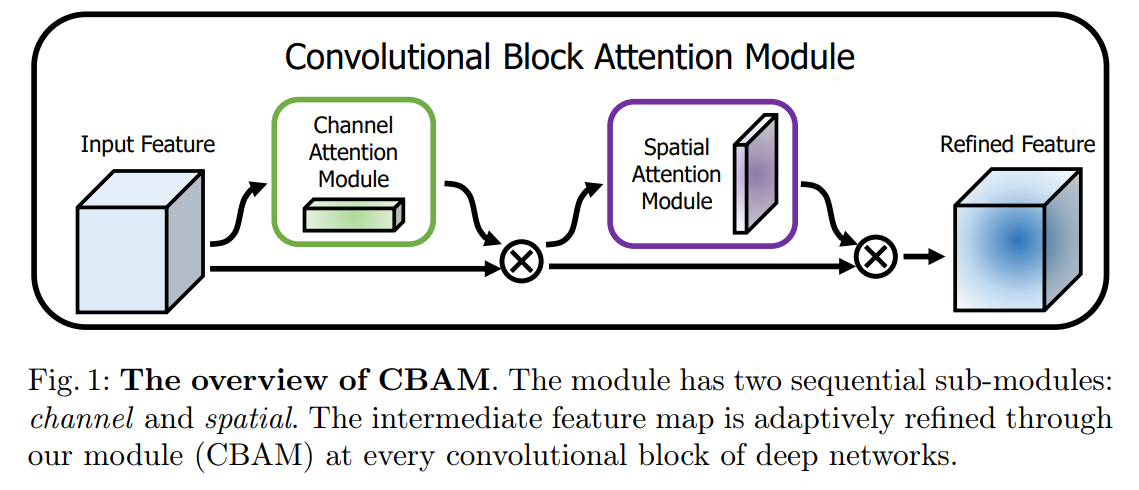 Convolutional Block Attention Module
Input Feature
Channel
Attention
Module
Spatial
Attention
Module
Refined Feature
Fig. 1: The overview of CBAM. The module has two sequential sub-modules:
channel and spatial. The intermediate feature map is adaptively refined through
our module (CBAM) at every convolutional block of deep networks.